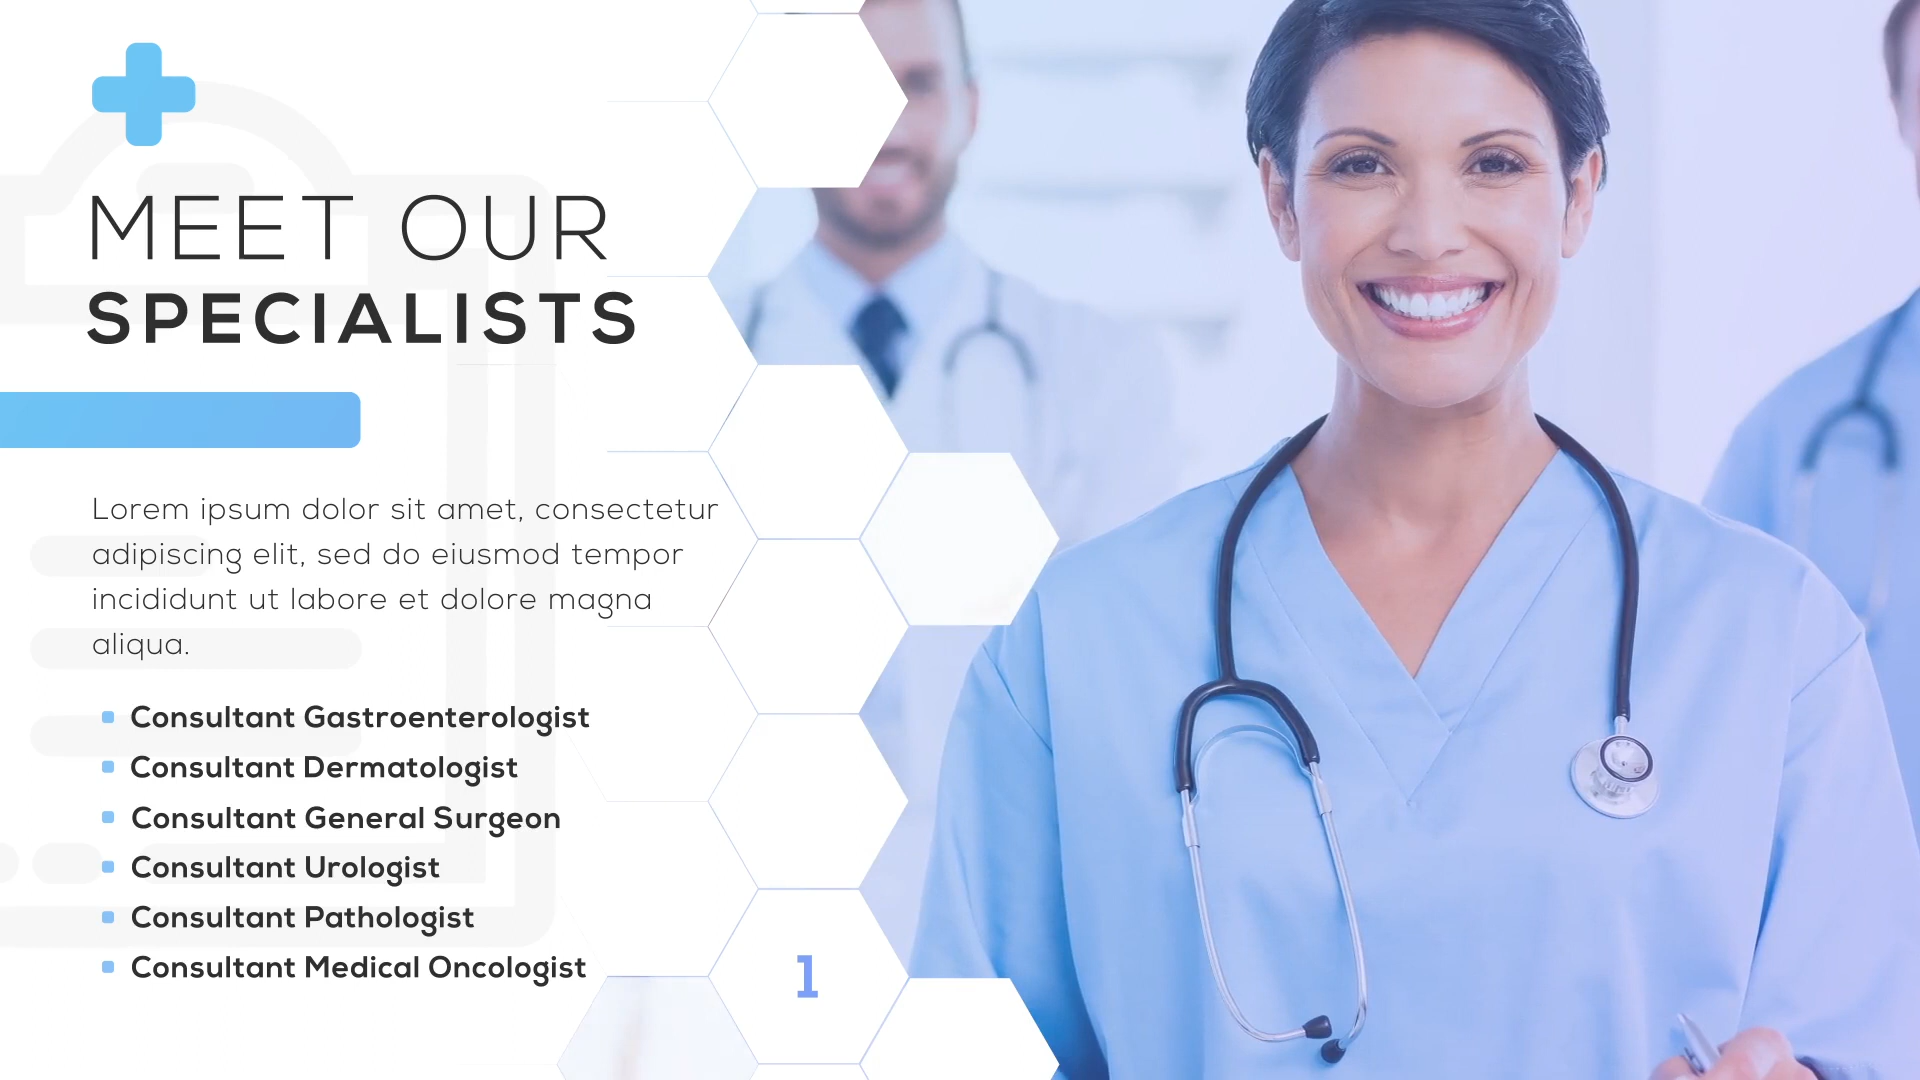 MEET OUR
SPECIALISTS
Lorem ipsum dolor sit amet, consectetur
adipiscing elit, sed do eiusmod tempor
incididunt ut labore et dolore magna
aliqua.
Consultant Gastroenterologist
Consultant Dermatologist
Consultant General Surgeon
Consultant Urologist
Consultant Pathologist
Consultant Medical Oncologist
1